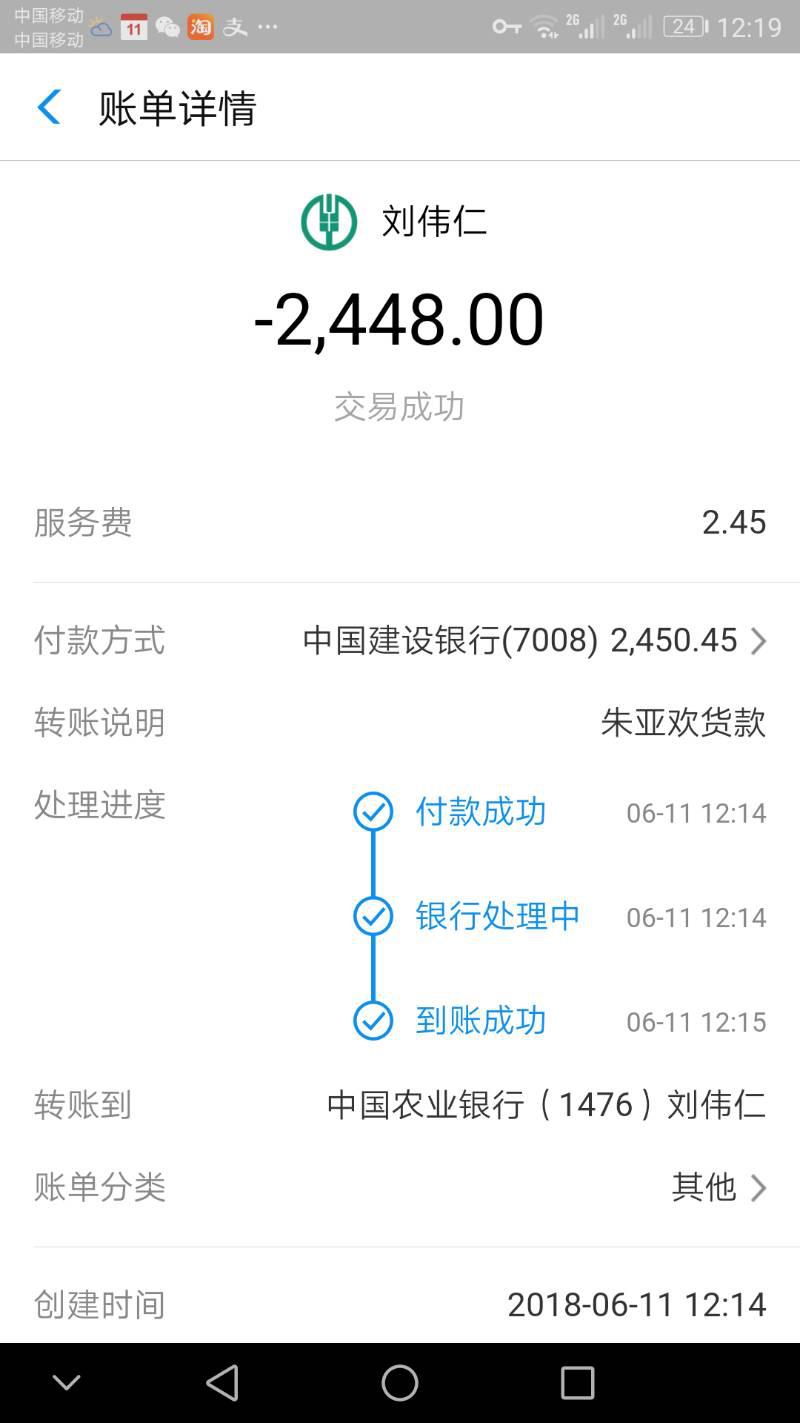 中国移动
中国移动
11
淘
支
2G
2G
24
12:19
账单详情
刘伟仁
-2,448.00
交易成功
服务费 2.45
付款方式 中国建设银行(7008) 2,450.45
转账说明 朱亚欢货款
处理进度 付款成功 06-11 12:14
银行处理中 06-11 12:14
到账成功 06-11 12:15
转账到 中国农业银行（1476）刘伟仁
账单分类 其他
创建时间 2018-06-11 12:14